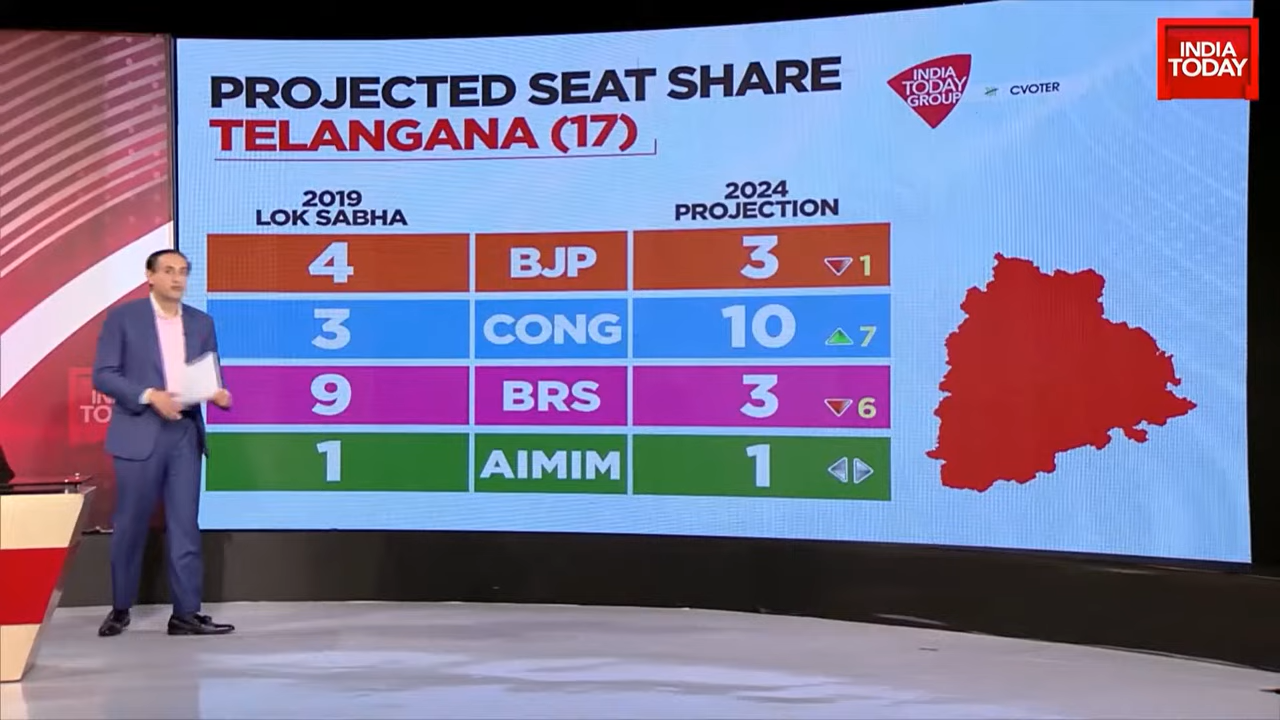 PROJECTED SEAT SHARE
TELANGANA (17)
INDIA
TODAY
GROUP
CVOTER
INDIA
TODAY
2019
LOK SABHA
2024
PROJECTION
4 BJP 3 1
3 CONG 10 7
9 BRS 3 6
1 AIMIM 1